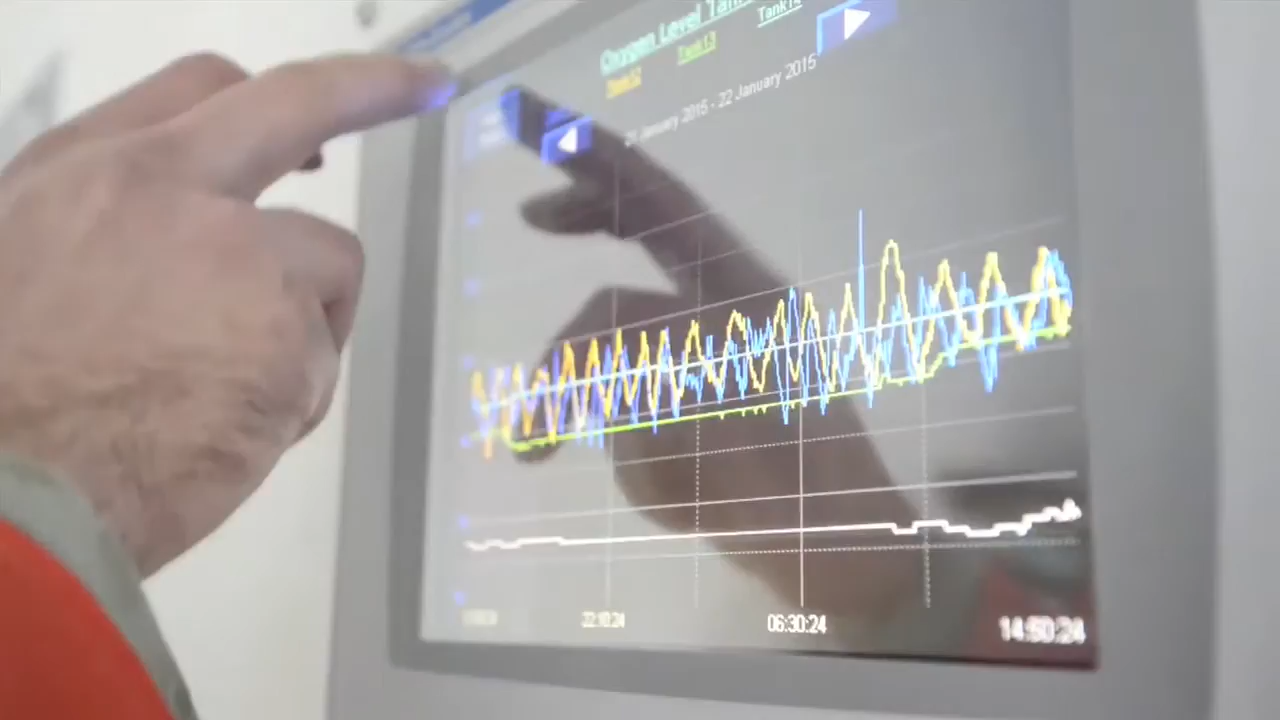 Oxygen Level
Tank14
Tank13
Tank12
January 2015 - 22 January 2015
22:10:24
06:30:24
14:50:24